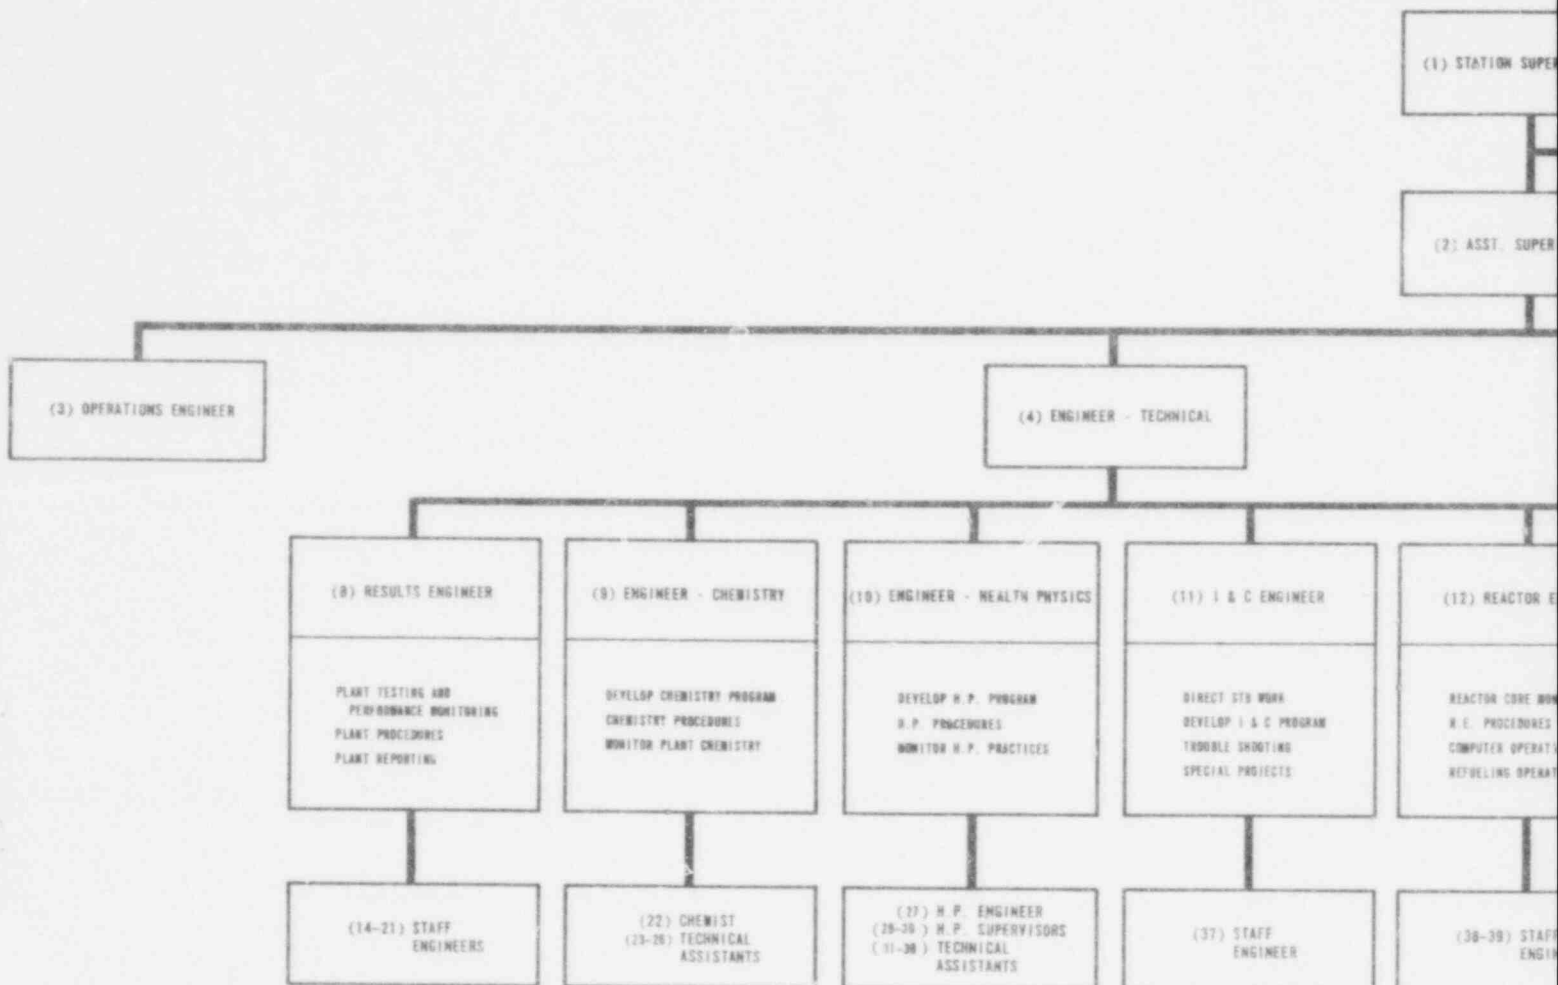 (1) STATION SUPER
(2) ASST. SUPER
(3) OPERATIONS ENGINEER
(4) ENGINEER - TECHNICAL
(8) RESULTS ENGINEER
PLANT TESTING AND
PERFORMANCE MONITORING
PLANT PROCEDURES
PLANT REPORTING
(14-21) STAFF
ENGINEERS
(9) ENGINEER - CHEMISTRY
DEVELOP CHEMISTRY PROGRAM
CHEMISTRY PROCEDURES
MONITOR PLANT CHEMISTRY
(22) CHEMIST
(23-26) TECHNICAL
ASSISTANTS
(10) ENGINEER - HEALTH PHYSICS
DEVELOP H.P. PROGRAM
H.P. PROCEDURES
MONITOR H.P. PRACTICES
(27) H.P. ENGINEER
H.P. SUPERVISORS
TECHNICAL
ASSISTANTS
(11) I & C ENGINEER
DIRECT STB WORK
DEVELOP I & C PROGRAM
TROUBLE SHOOTING
SPECIAL PROJECTS
(37) STAFF
ENGINEER
(12) REACTOR E
REACTOR CORE MON
R.E. PROCEDURES
COMPUTER OPERATI
REFUELING OPERAT
(38-39) STAFF
ENGIN